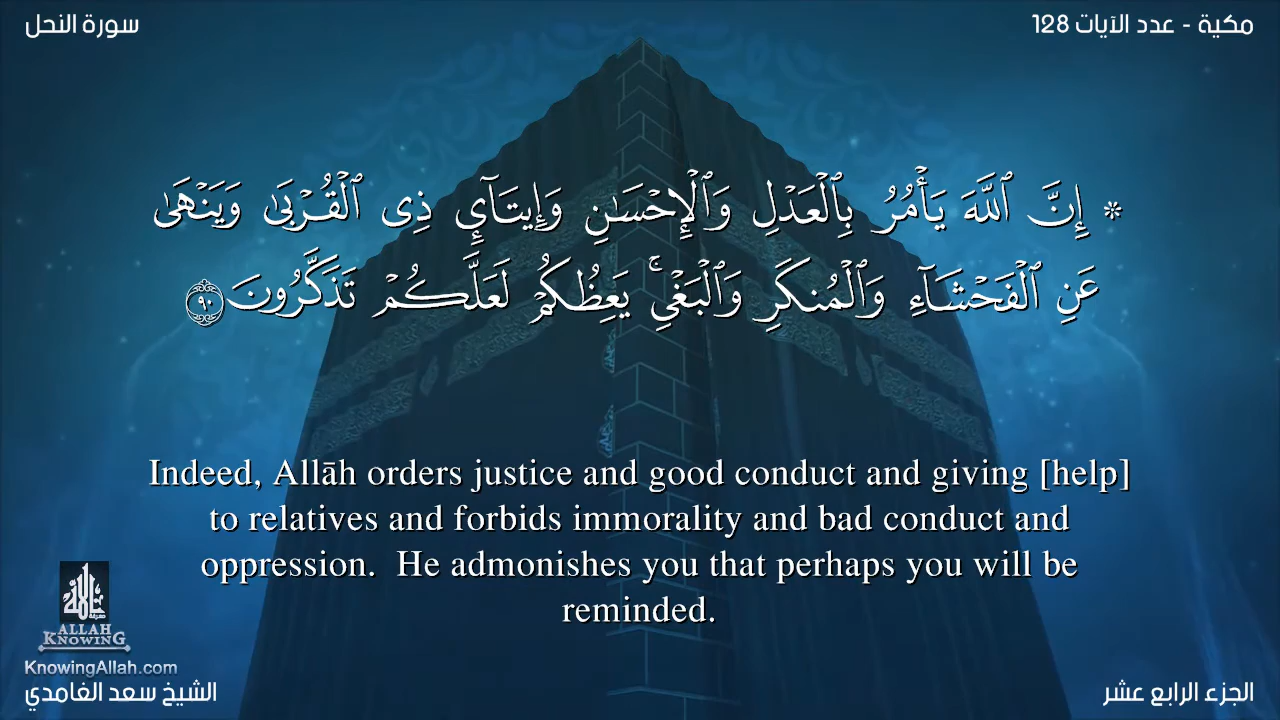 سورة النحل
مكية - عدد الآيات 128
۞ إِنَّ ٱللَّهَ يَأۡمُرُ بِٱلۡعَدۡلِ وَٱلۡإِحۡسَٰنِ وَإِيتَآيِٕ ذِي ٱلۡقُرۡبَىٰ وَيَنۡهَىٰ
عَنِ ٱلۡفَحۡشَآءِ وَٱلۡمُنكَرِ وَٱلۡبَغۡيِۚ يَعِظُكُمۡ لَعَلَّكُمۡ تَذَكَّرُونَ ٩٠
Indeed, Allāh orders justice and good conduct and giving [help]
to relatives and forbids immorality and bad conduct and
oppression.  He admonishes you that perhaps you will be
reminded.
ALLAH
KNOWING
KnowingAllah.com
الشيخ سعد الغامدي
الجزء الرابع عشر